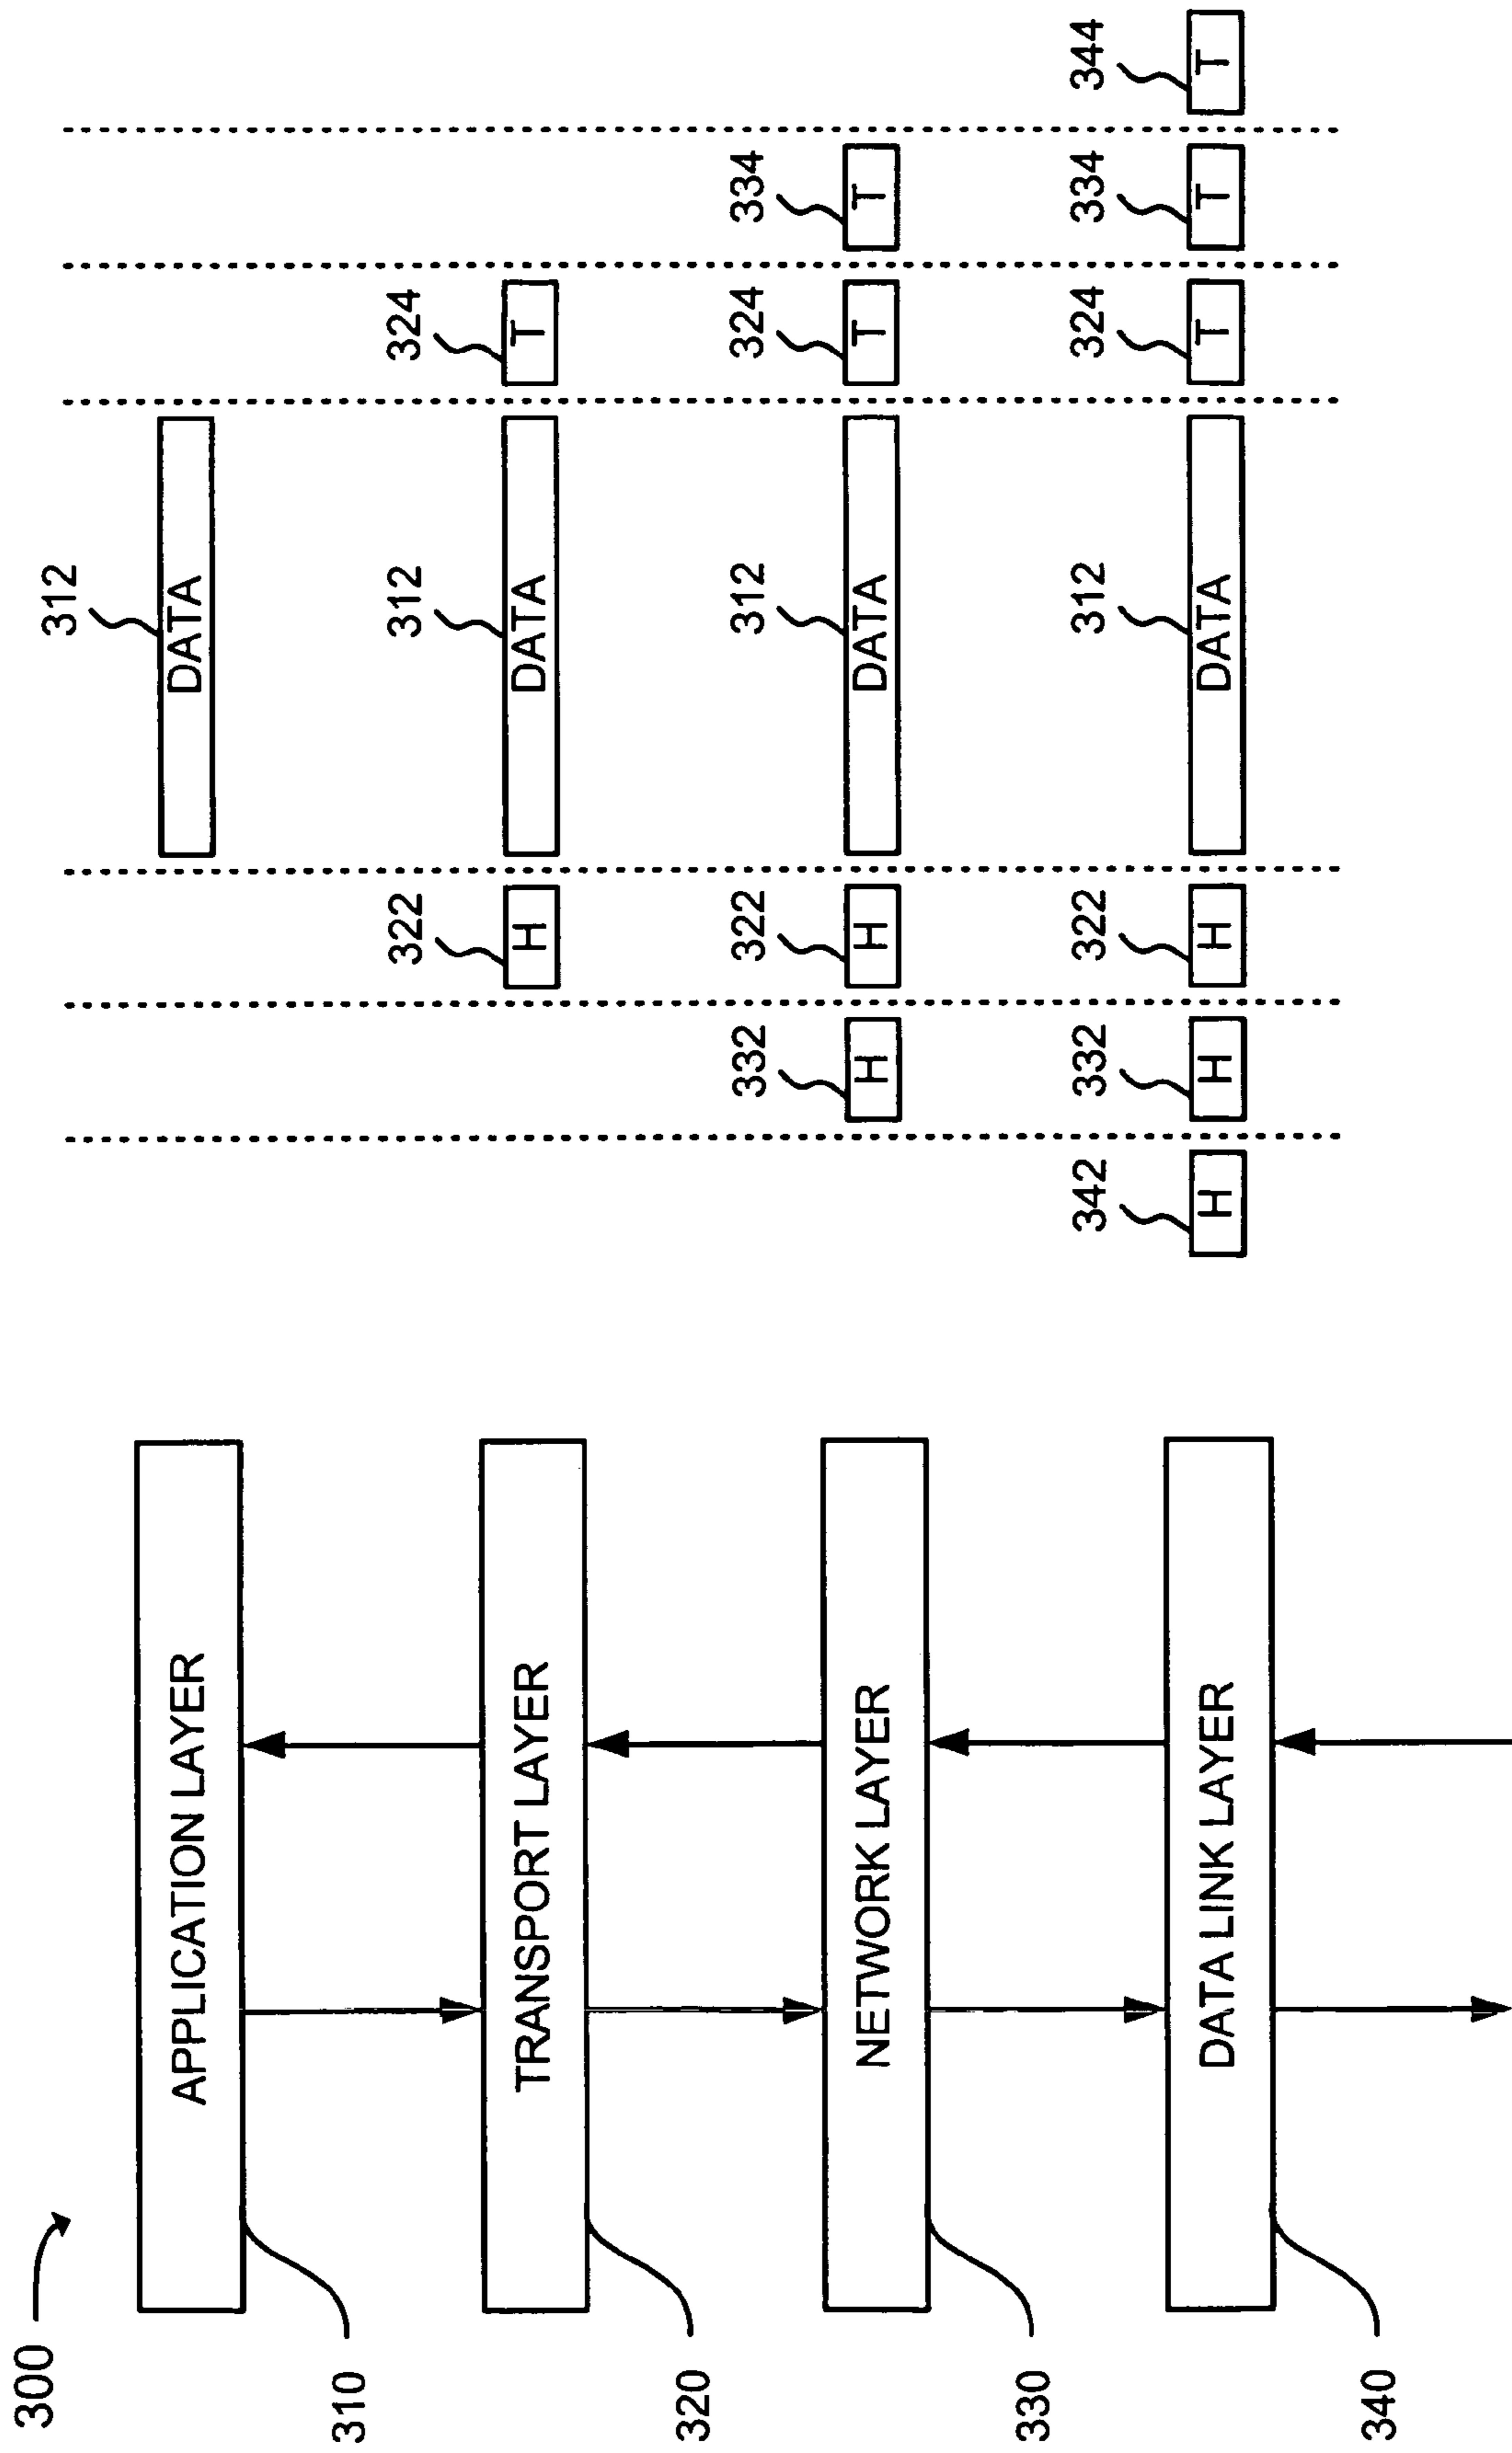 300
APPLICATION LAYER
310
312
DATA
TRANSPORT LAYER
320
322
312
324
H
DATA
T
NETWORK LAYER
330
332
322
312
324
334
H
H
DATA
T
T
DATA LINK LAYER
340
342
332
322
312
324
334
344
H
H
H
DATA
T
T
T